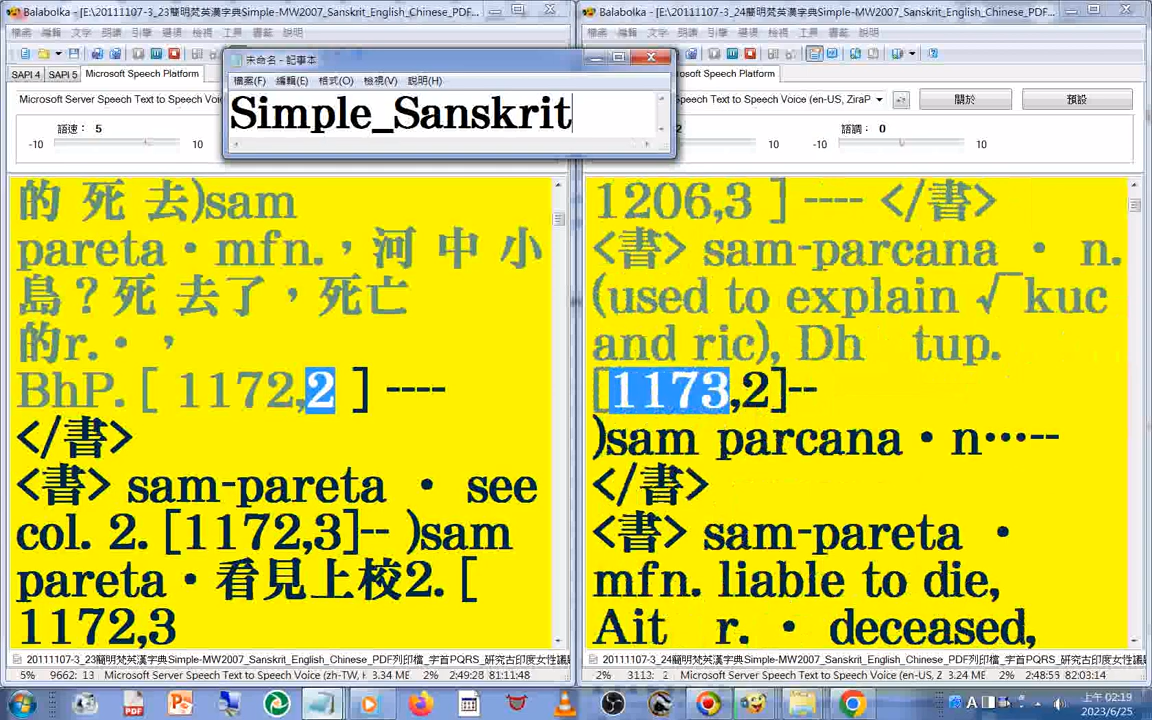 Balabolka - [E:\20111107-3_23簡明梵英漢字典Simple-MW2007_Sanskrit_English_Chinese_PDF...
SAPI 4 SAPI 5 Microsoft Speech Platform
Microsoft Server Speech Text to Speech Voi
語速： 5
-10 10
的 死 去)sam
pareta·mfn.，河 中 小
島？死 去了，死亡
的r.·，
BhP. [ 1172,2 ] ----
</書>
<書> sam-pareta · see
col. 2. [1172,3]-- )sam
pareta·看見上校2. [
1172,3
20111107-3_23簡明梵英漢字典Simple-MW2007_Sanskrit_English_Chinese_PDF列印檔_字首PQRS_研究古印度女性議
5% 9662: 13 Microsoft Server Speech Text to Speech Voice (zh-TW, H 3.34 ME 2% 2:49:28 81:11:48
未命名 - 記事本
檔案(F) 編輯(E) 格式(O) 檢視(V) 說明(H)
Simple_Sanskrit
Balabolka - [E:\20111107-3_24簡明梵英漢字典Simple-MW2007_Sanskrit_English_Chinese_PDF...
Speech Platform
Speech Text to Speech Voice (en-US, ZiraP 關於 預設
2 語調： 0
10 -10 10
1206,3 ] ---- </書>
<書> sam-parcana · n.
(used to explain √kuc
and ric), Dh tup.
[1173,2]--
)sam parcana·n···--
</書>
<書> sam-pareta ·
mfn. liable to die,
Ait r. · deceased,
20111107-3_24簡明梵英漢字典Simple-MW2007_Sanskrit_English_Chinese_PDF列印檔_字首PQRS_研究古印度女性議
2% 3113: 2 Microsoft Server Speech Text to Speech Voice (en-US, Z 3.24 ME 2% 2:48:59 82:03:14
上午 02:19
2023/6/25